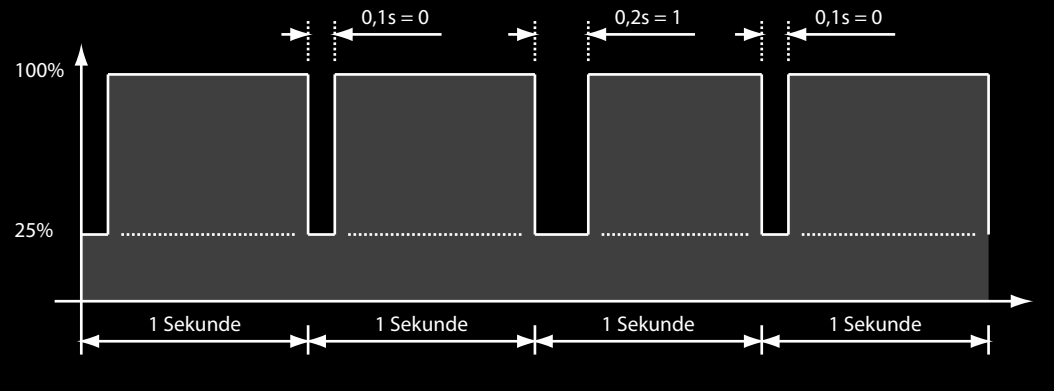 0,1s = 0
0,2s = 1
0,1s = 0
100%
25%
1 Sekunde
1 Sekunde
1 Sekunde
1 Sekunde